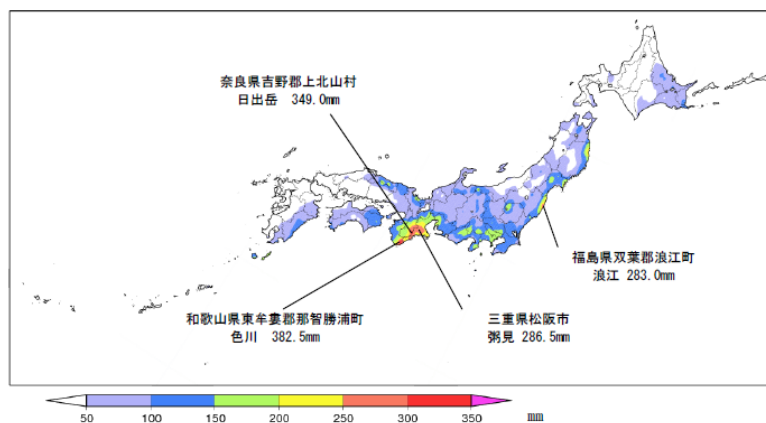 奈良県吉野郡上北山村
日出岳 349.0mm
福島県双葉郡浪江町
浪江 283.0mm
和歌山県東牟婁郡那智勝浦町
色川 382.5mm
三重県松阪市
粥見 286.5mm
50 100 150 200 250 300 350 mm